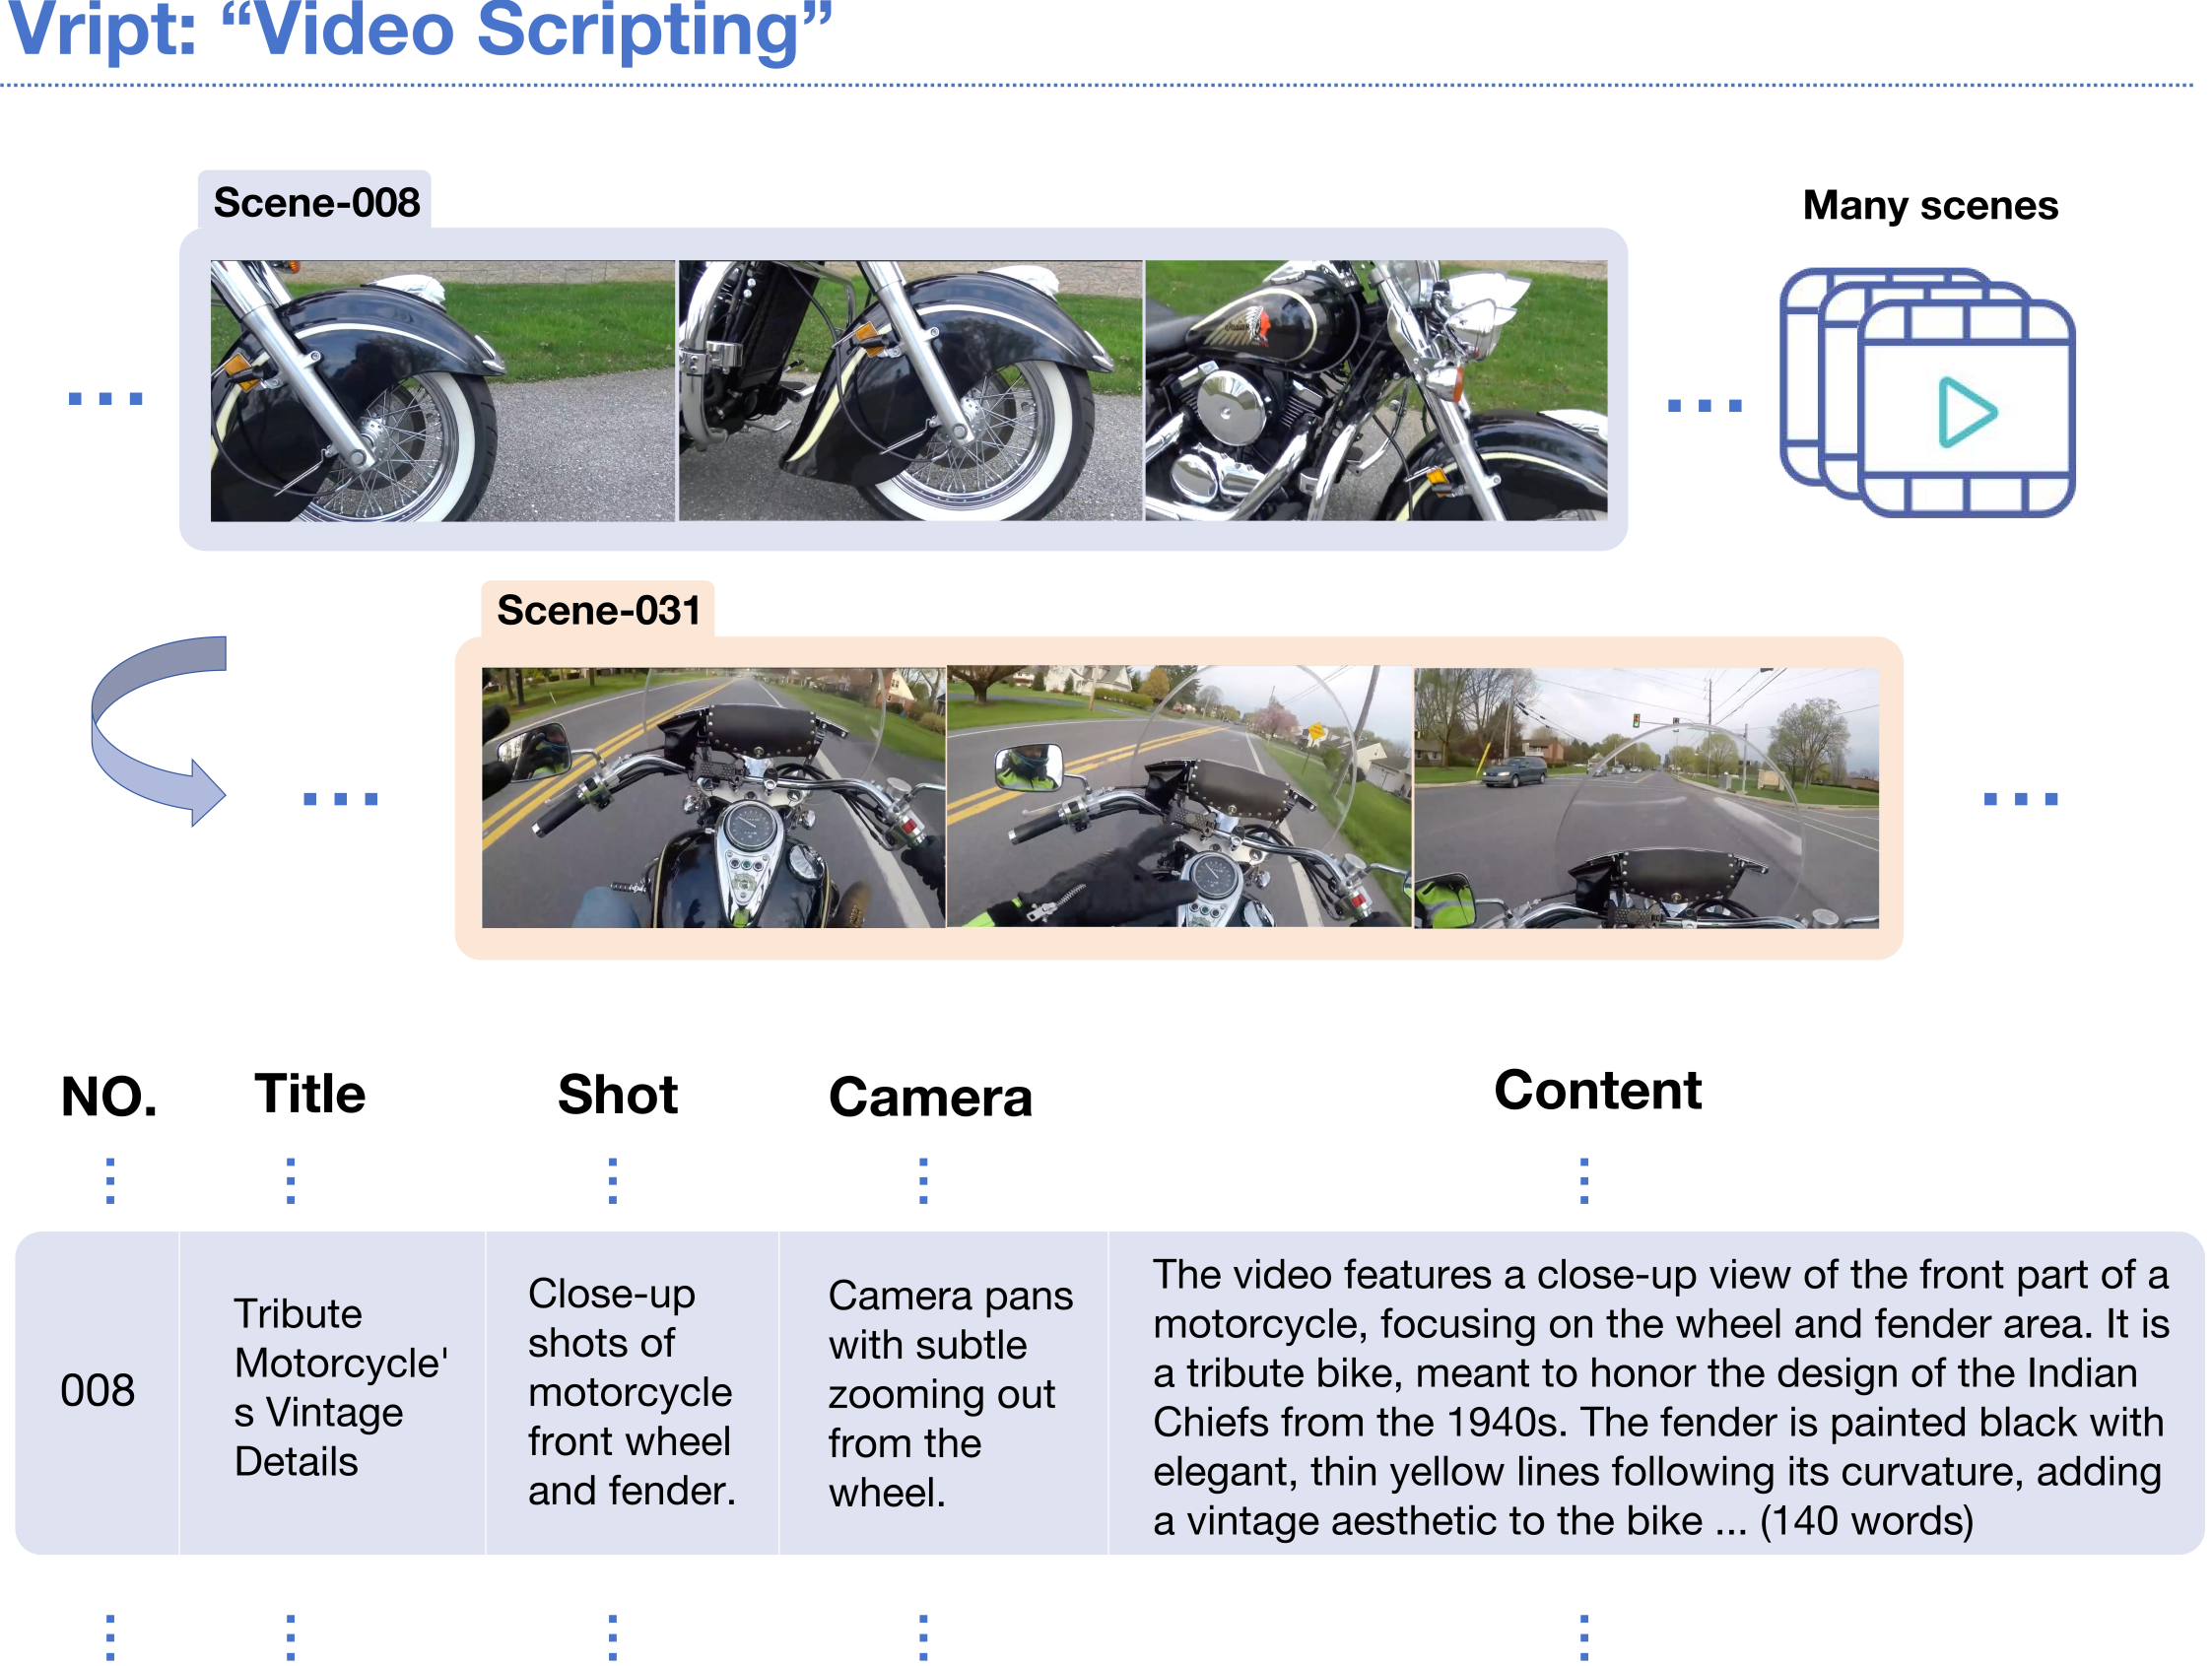 Vript: “Video Scripting”
Scene-008
Many scenes
Scene-031
NO.
Title
Shot
Camera
Content
008
Tribute
Motorcycle'
s Vintage
Details
Close-up
shots of
motorcycle
front wheel
and fender.
Camera pans
with subtle
zooming out
from the
wheel.
The video features a close-up view of the front part of a
motorcycle, focusing on the wheel and fender area. It is
a tribute bike, meant to honor the design of the Indian
Chiefs from the 1940s. The fender is painted black with
elegant, thin yellow lines following its curvature, adding
a vintage aesthetic to the bike ... (140 words)